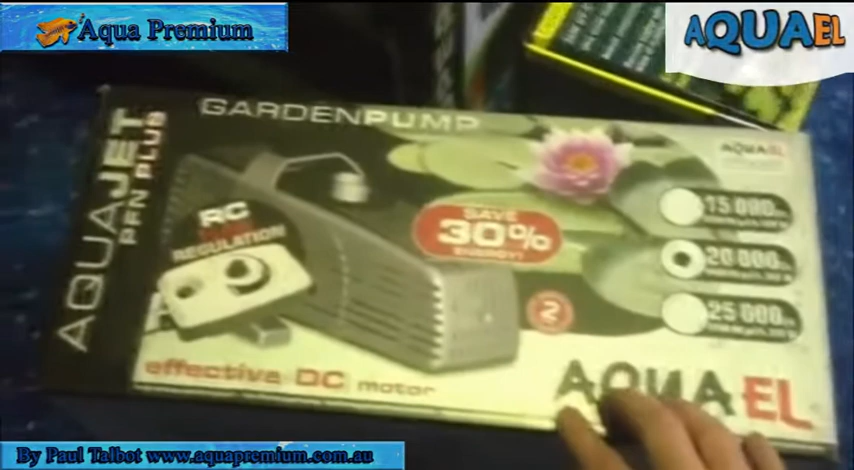 Aqua Premium
AQUAEL
GARDENPUMP
AQUAJET
PFN PLUS
AQUAEL
RC
REGULATION
SAVE
30%
ENERGY!
15 000
20 000
25 000
2
effective DC motor
AQUAEL
By Paul Talbot www.aquapremium.com.au